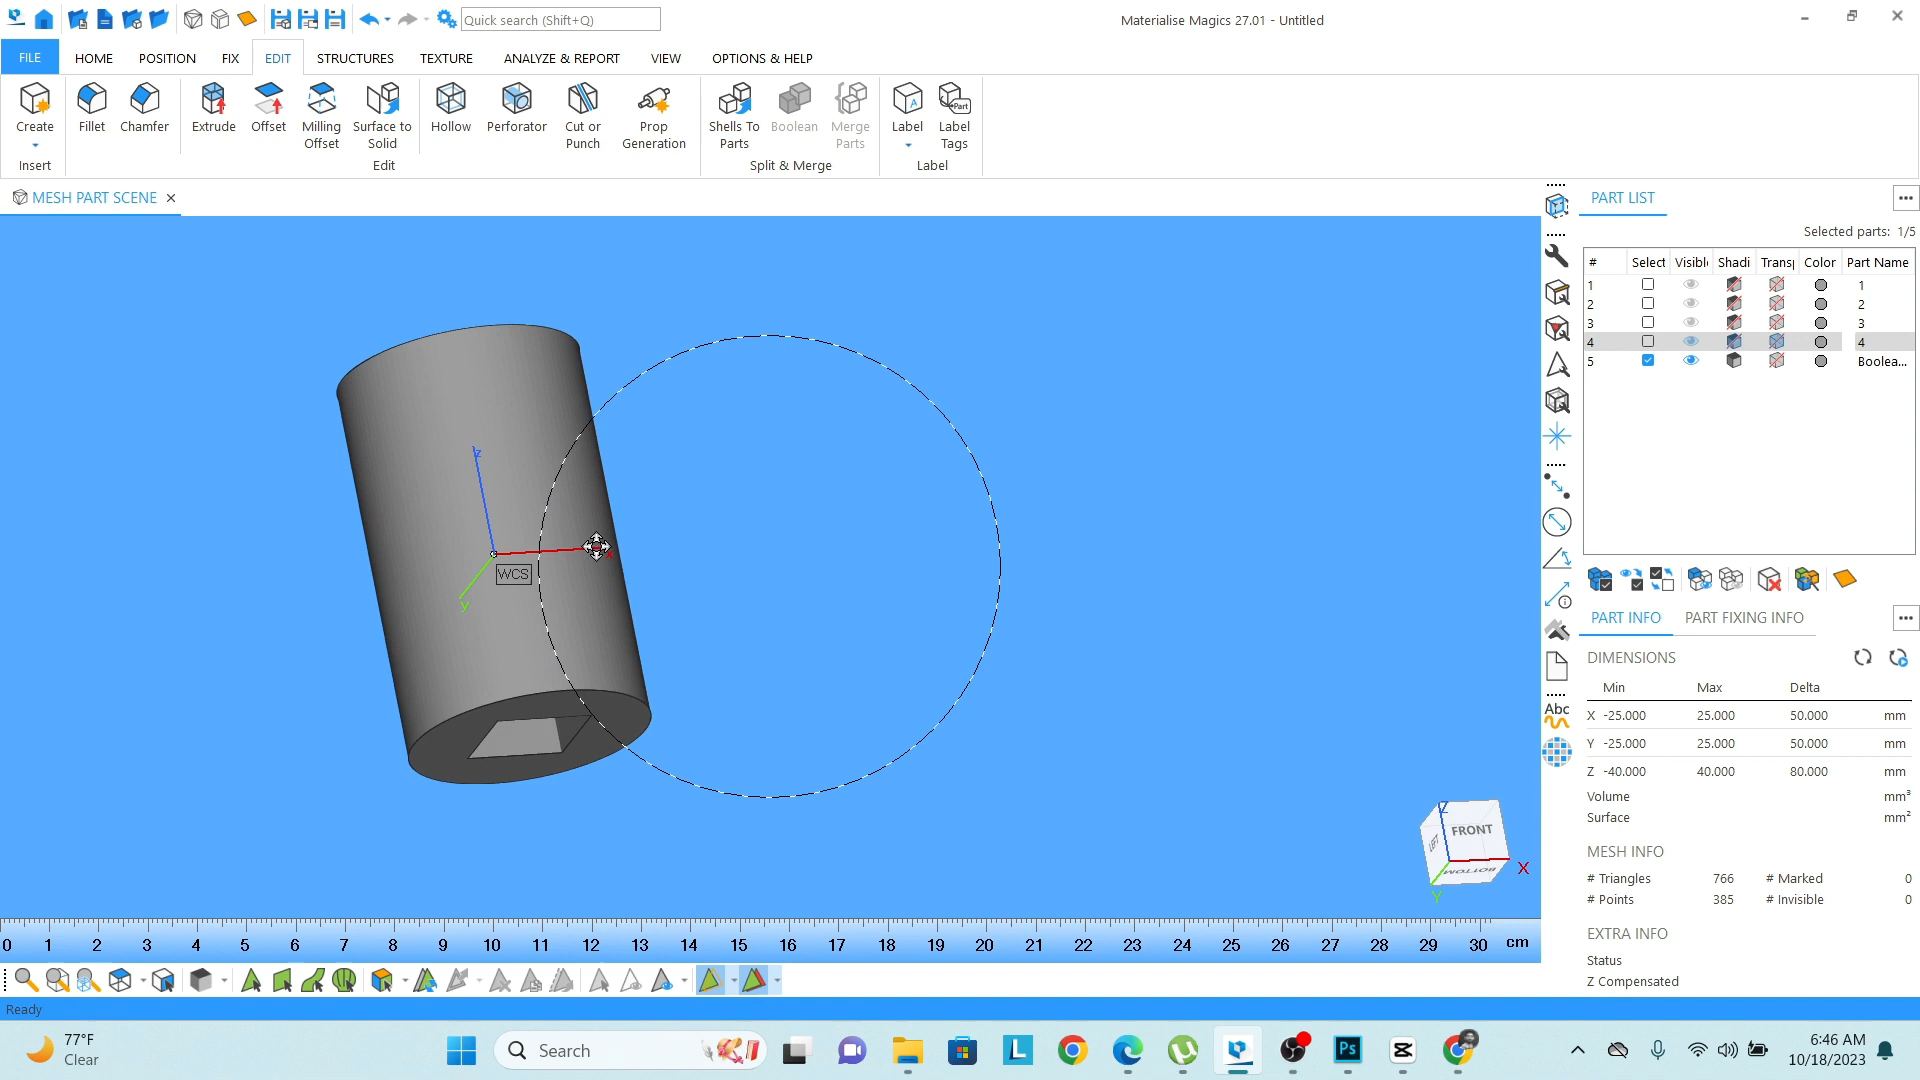 Quick search (Shift+Q)
Materialise Magics 27.01 - Untitled
FILE HOME POSITION FIX EDIT STRUCTURES TEXTURE ANALYZE & REPORT VIEW OPTIONS & HELP
Create Fillet Chamfer Extrude Offset Milling Offset Surface to Solid Hollow Perforator Cut or Punch Prop Generation Shells To Parts Boolean Merge Parts Label Label Tags
A Part
Insert Edit Split & Merge Label
MESH PART SCENE
PART LIST
Selected parts: 1/5
# Select Visibl Shadi Transp Color Part Name
1 1
2 2
3 3
4 4
5 Boolea...
z
x
WCS
y
Abc
PART INFO PART FIXING INFO
DIMENSIONS
Min Max Delta
X -25.000 25.000 50.000 mm
Y -25.000 25.000 50.000 mm
Z -40.000 40.000 80.000 mm
Volume mm³
Surface mm²
MESH INFO
# Triangles 766 # Marked 0
# Points 385 # Invisible 0
EXTRA INFO
Status
Z Compensated
Z
FRONT
LEFT
BOTTOM
X
Y
0 1 2 3 4 5 6 7 8 9 10 11 12 13 14 15 16 17 18 19 20 21 22 23 24 25 26 27 28 29 30 cm
Ready
77°F
Clear
Search
L
Ps
6:46 AM
10/18/2023